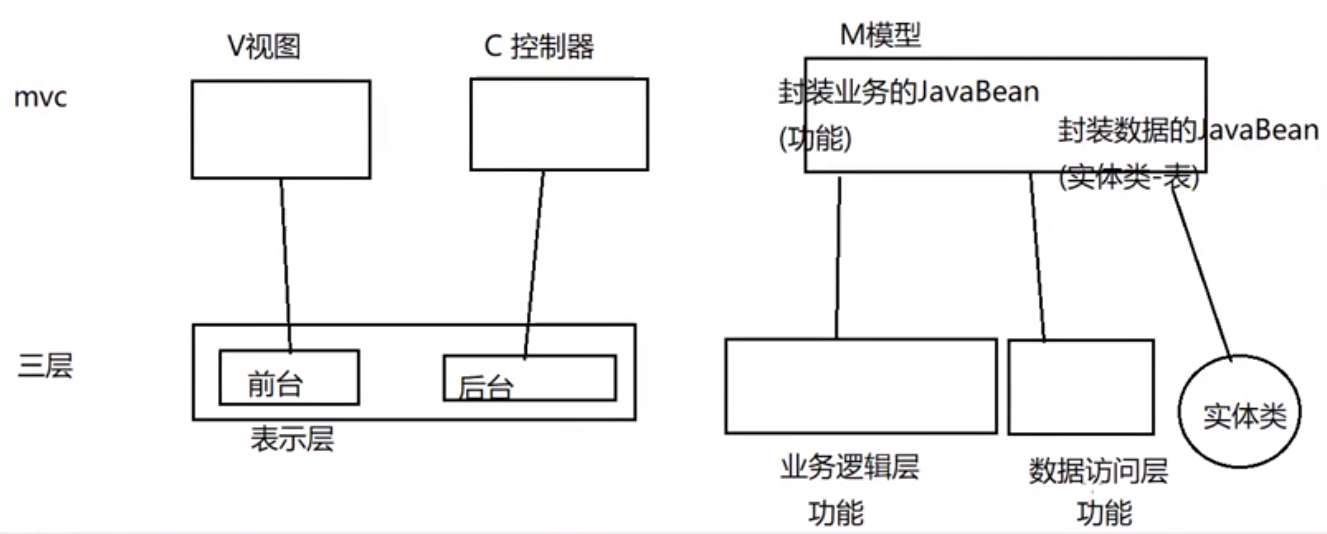 V视图
C 控制器
M模型
mvc
封装业务的JavaBean
(功能)
封装数据的JavaBean
(实体类-表)
三层
前台
后台
表示层
实体类
业务逻辑层
功能
数据访问层
功能